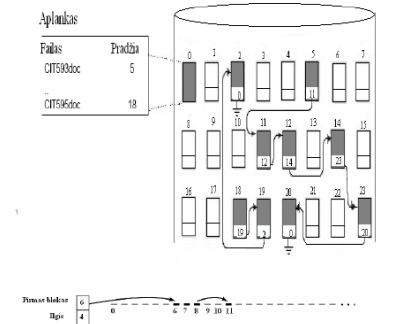 Aplankas
Failas Pradžia
CIT593doc 5
..
CIT595doc 18
0 1 2 3 4 5 6 7
0 11
8 9 10 11 12 13 14 15
12 14 23
16 17 18 19 20 21 22 23
19 2 0 20
Pirmas blokas 6
Ilgis 4
0 6 7 8 9 10 11 ...